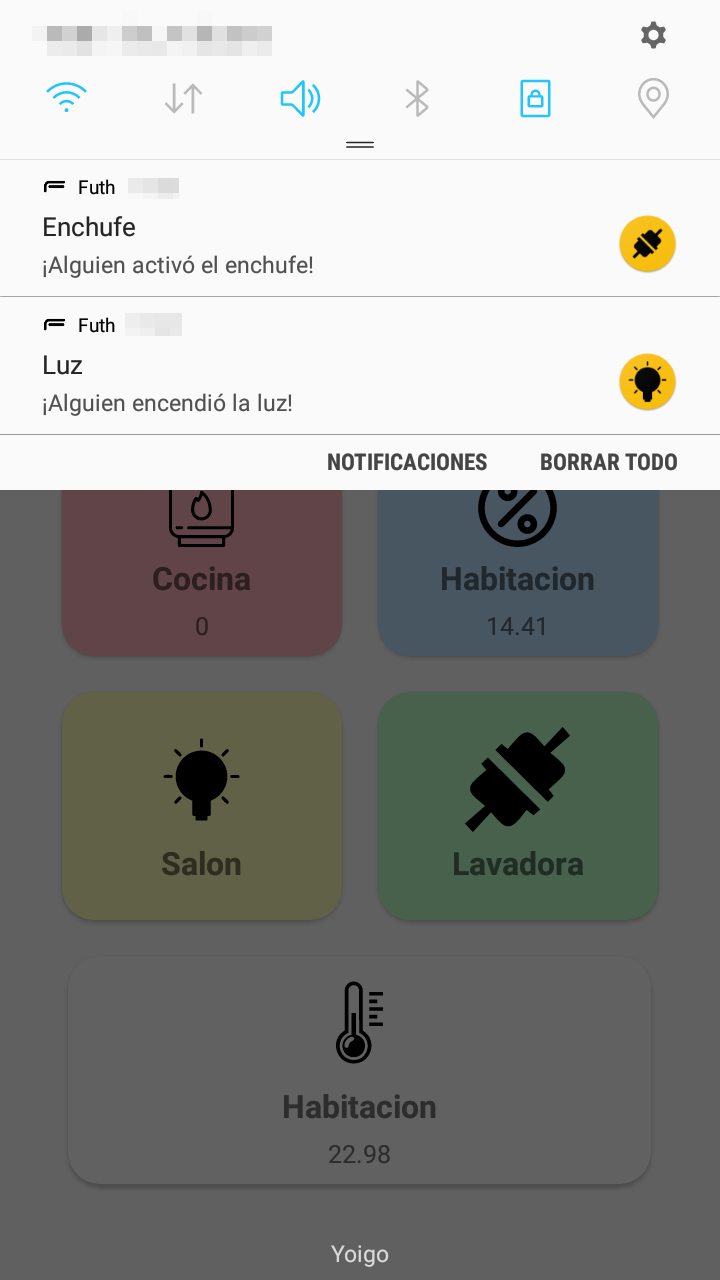 Futh
Enchufe
¡Alguien activó el enchufe!
Futh
Luz
¡Alguien encendió la luz!
NOTIFICACIONES BORRAR TODO
Cocina
0
Habitacion
14.41
Salon
Lavadora
Habitacion
22.98
Yoigo